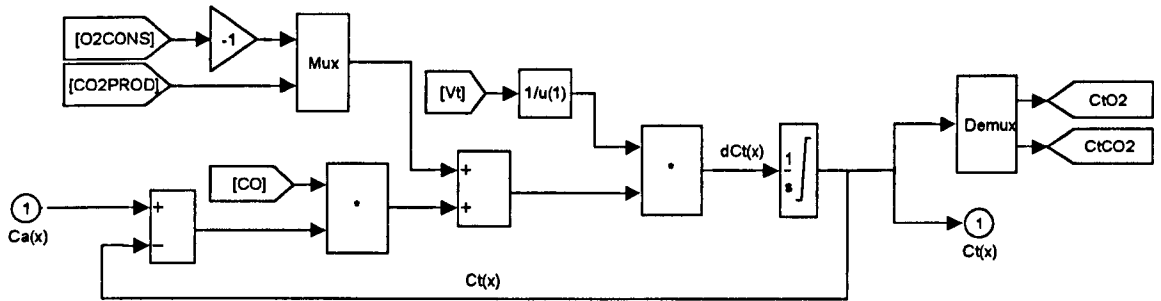 [O2CONS]
-1
Mux
[CO2PROD]
[Vt]
1/u(1)
CtO2
Demux
CtCO2
dCt(x)
1
s
*
+
+
[CO]
*
1
+
−
Ca(x)
1
Ct(x)
Ct(x)